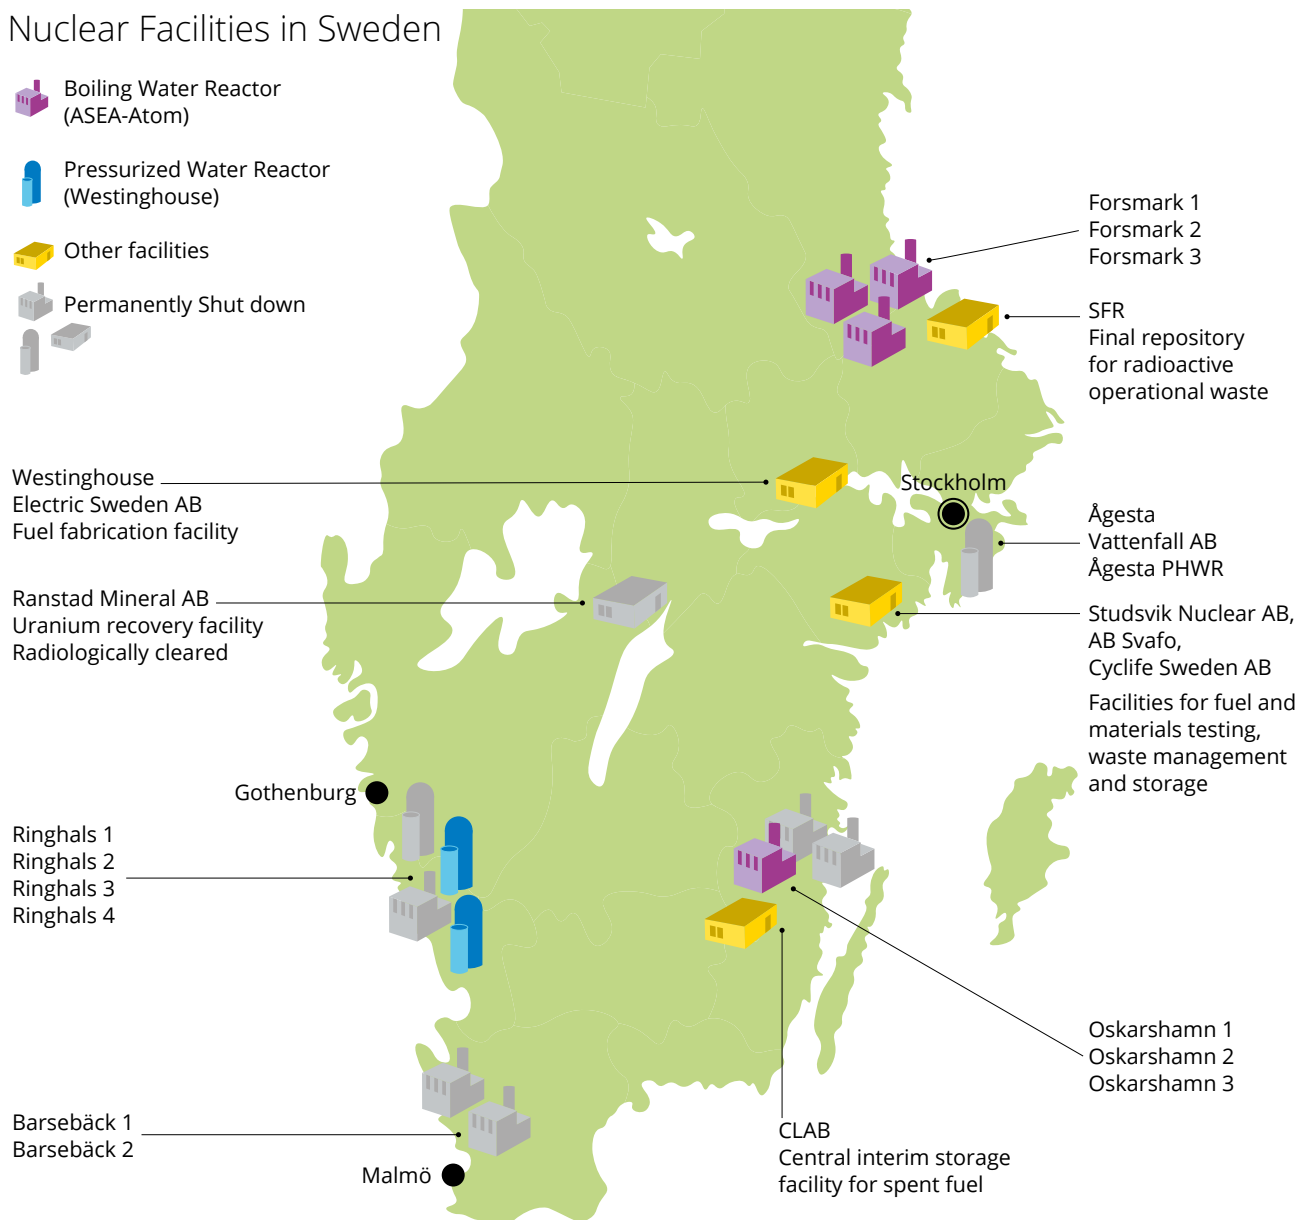 Nuclear Facilities in Sweden
Boiling Water Reactor
(ASEA-Atom)
Pressurized Water Reactor
(Westinghouse)
Other facilities
Permanently Shut down
Forsmark 1
Forsmark 2
Forsmark 3
SFR
Final repository
for radioactive
operational waste
Westinghouse
Electric Sweden AB
Fuel fabrication facility
Stockholm
Ågesta
Vattenfall AB
Ågesta PHWR
Ranstad Mineral AB
Uranium recovery facility
Radiologically cleared
Studsvik Nuclear AB,
AB Svafo,
Cyclife Sweden AB
Facilities for fuel and
materials testing,
waste management
and storage
Gothenburg
Ringhals 1
Ringhals 2
Ringhals 3
Ringhals 4
Oskarshamn 1
Oskarshamn 2
Oskarshamn 3
Barsebäck 1
Barsebäck 2
Malmö
CLAB
Central interim storage
facility for spent fuel